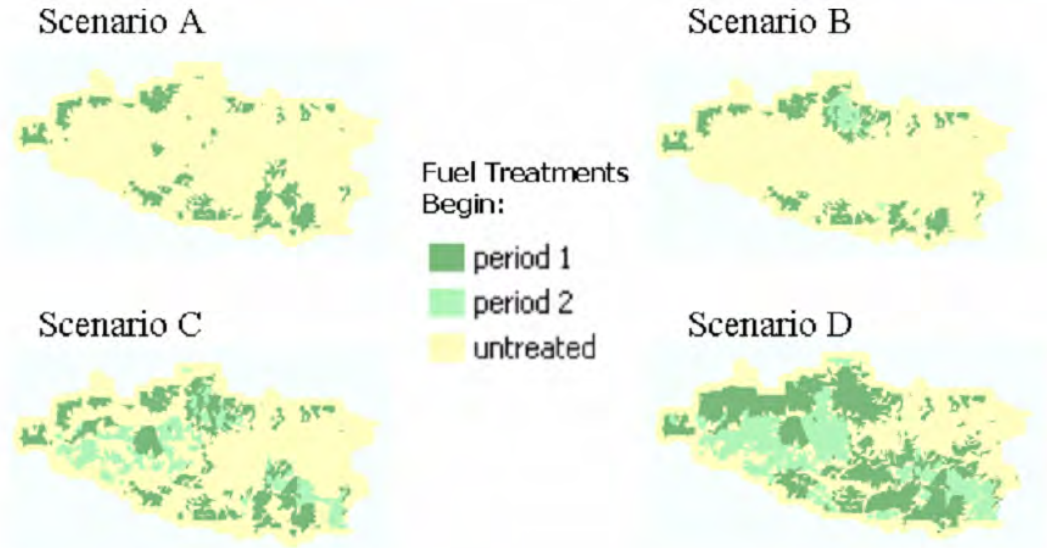 Scenario A
Scenario B
Fuel Treatments
Begin:
period 1
period 2
untreated
Scenario C
Scenario D